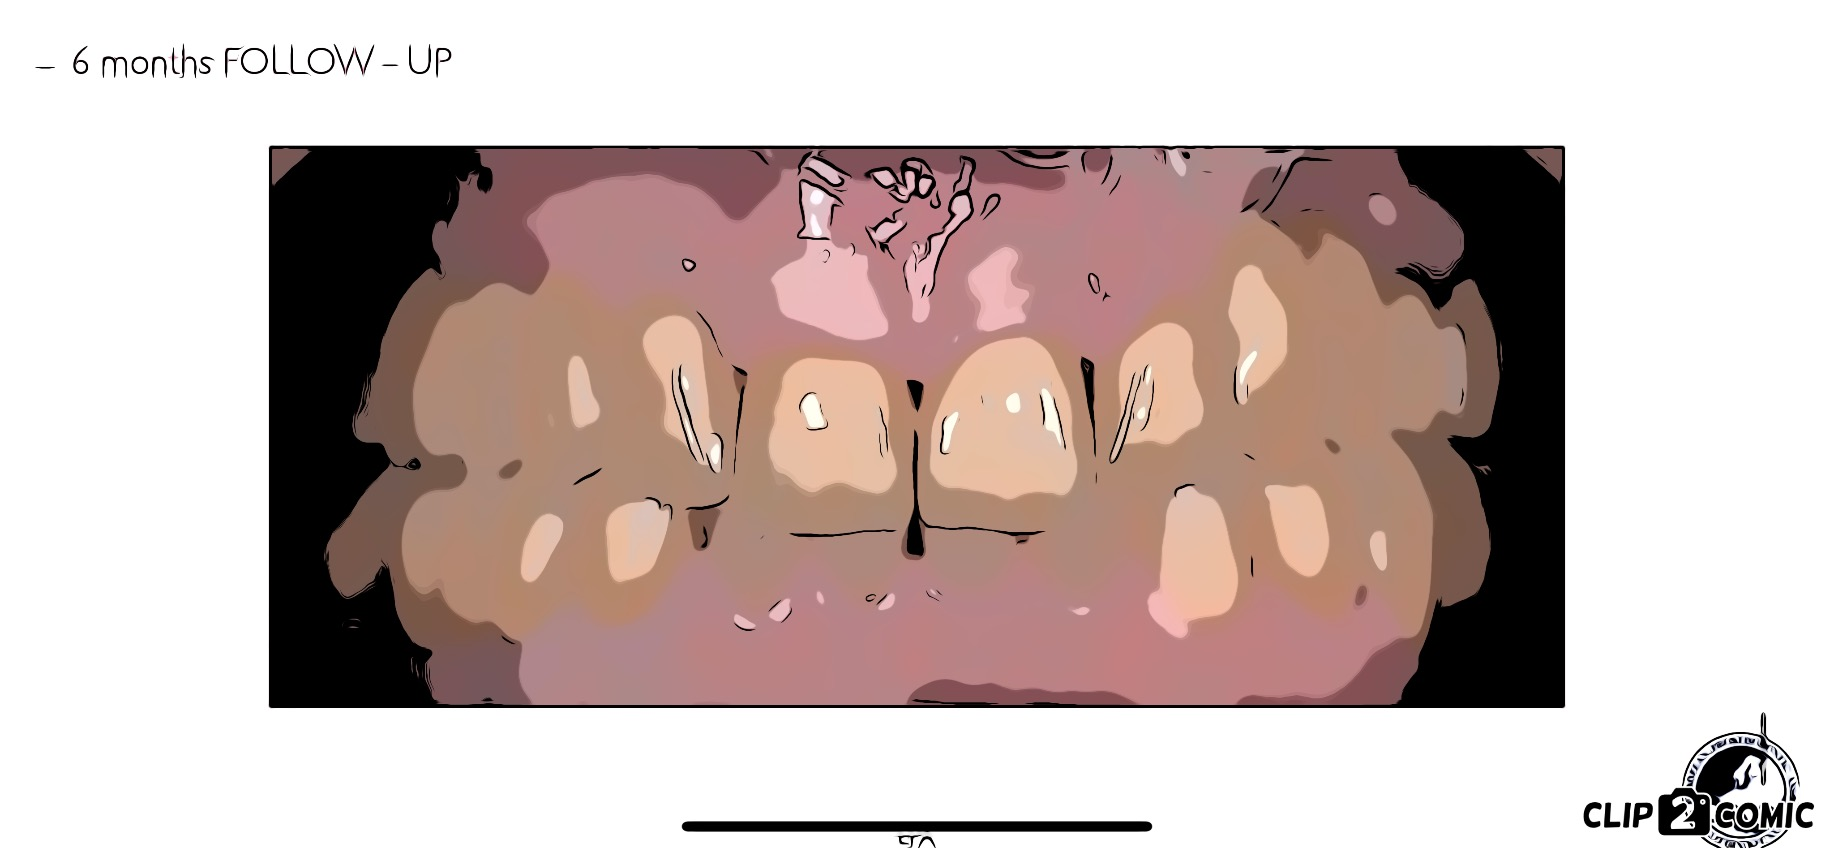 – 6 months FOLLOW – UP
CLIP 2 COMIC